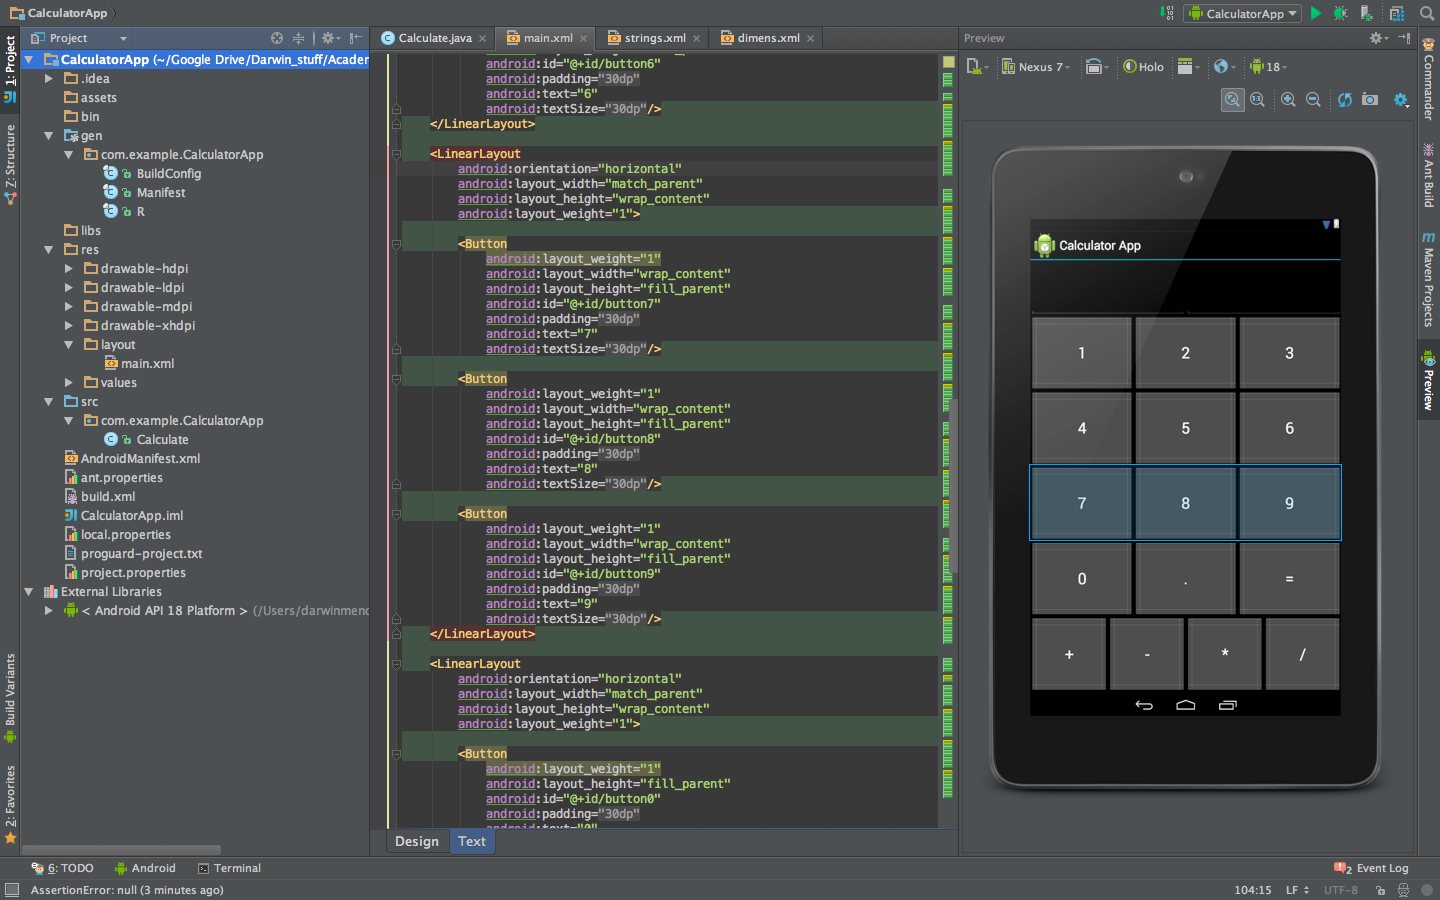 CalculatorApp
CalculatorApp
Project
Calculate.java
main.xml
strings.xml
dimens.xml
Preview
1: Project
7: Structure
Build Variants
2: Favorites
CalculatorApp (~/Google Drive/Darwin_stuff/Acader
.idea
assets
bin
gen
com.example.CalculatorApp
BuildConfig
Manifest
R
libs
res
drawable-hdpi
drawable-ldpi
drawable-mdpi
drawable-xhdpi
layout
main.xml
values
src
com.example.CalculatorApp
Calculate
AndroidManifest.xml
ant.properties
build.xml
CalculatorApp.iml
local.properties
proguard-project.txt
project.properties
External Libraries
< Android API 18 Platform > (/Users/darwinmend
android:id="@+id/button6"
android:padding="30dp"
android:text="6"
android:textSize="30dp"/>
</LinearLayout>
<LinearLayout
android:orientation="horizontal"
android:layout_width="match_parent"
android:layout_height="wrap_content"
android:layout_weight="1">
<Button
android:layout_weight="1"
android:layout_width="wrap_content"
android:layout_height="fill_parent"
android:id="@+id/button7"
android:padding="30dp"
android:text="7"
android:textSize="30dp"/>
<Button
android:layout_weight="1"
android:layout_width="wrap_content"
android:layout_height="fill_parent"
android:id="@+id/button8"
android:padding="30dp"
android:text="8"
android:textSize="30dp"/>
<Button
android:layout_weight="1"
android:layout_width="wrap_content"
android:layout_height="fill_parent"
android:id="@+id/button9"
android:padding="30dp"
android:text="9"
android:textSize="30dp"/>
</LinearLayout>
<LinearLayout
android:orientation="horizontal"
android:layout_width="match_parent"
android:layout_height="wrap_content"
android:layout_weight="1">
<Button
android:layout_weight="1"
android:layout_height="fill_parent"
android:id="@+id/button0"
android:padding="30dp"
android:text="0"
Design Text
Nexus 7
Holo
18
1:1
Calculator App
1 2 3
4 5 6
7 8 9
0 . =
+ - * /
Commander
Ant Build
Maven Projects
Preview
6: TODO
Android
Terminal
2 Event Log
AssertionError: null (3 minutes ago)
104:15 LF UTF-8